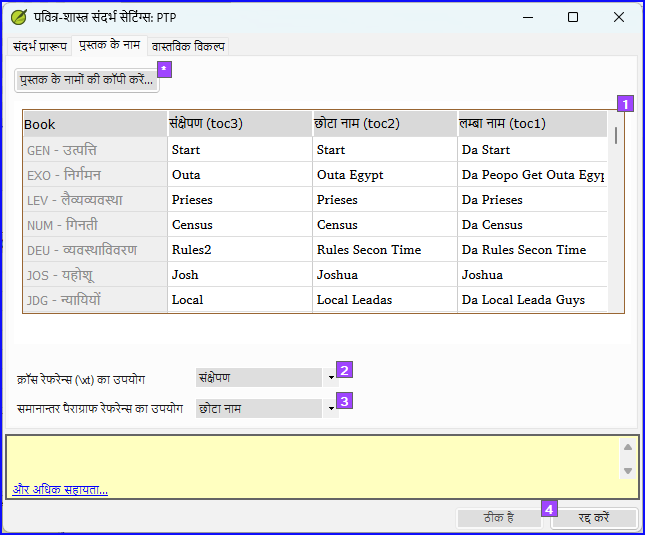 पवित्र-शास्त्र संदर्भ सेटिंग्स: PTP
संदर्भ प्रारूप पुस्तक के नाम वास्तविक विकल्प
पुस्तक के नामों की कॉपी करें... *
1
Book संक्षेपण (toc3) छोटा नाम (toc2) लम्बा नाम (toc1)
GEN - उत्पत्ति Start Start Da Start
EXO - निर्गमन Outa Outa Egypt Da Peopo Get Outa Egyp
LEV - लैव्यव्यवस्था Prieses Prieses Da Prieses
NUM - गिनती Census Census Da Census
DEU - व्यवस्थाविवरण Rules2 Rules Secon Time Da Rules Secon Time
JOS - यहोशू Josh Joshua Joshua
JDG - न्यायियों Local Local Leadas Da Local Leada Guys
क्रॉस रेफरेन्स (\xt) का उपयोग संक्षेपण 2
समानान्तर पैराग्राफ रेफरेन्स का उपयोग छोटा नाम 3
और अधिक सहायता...
ठीक है 4 रद्द करें